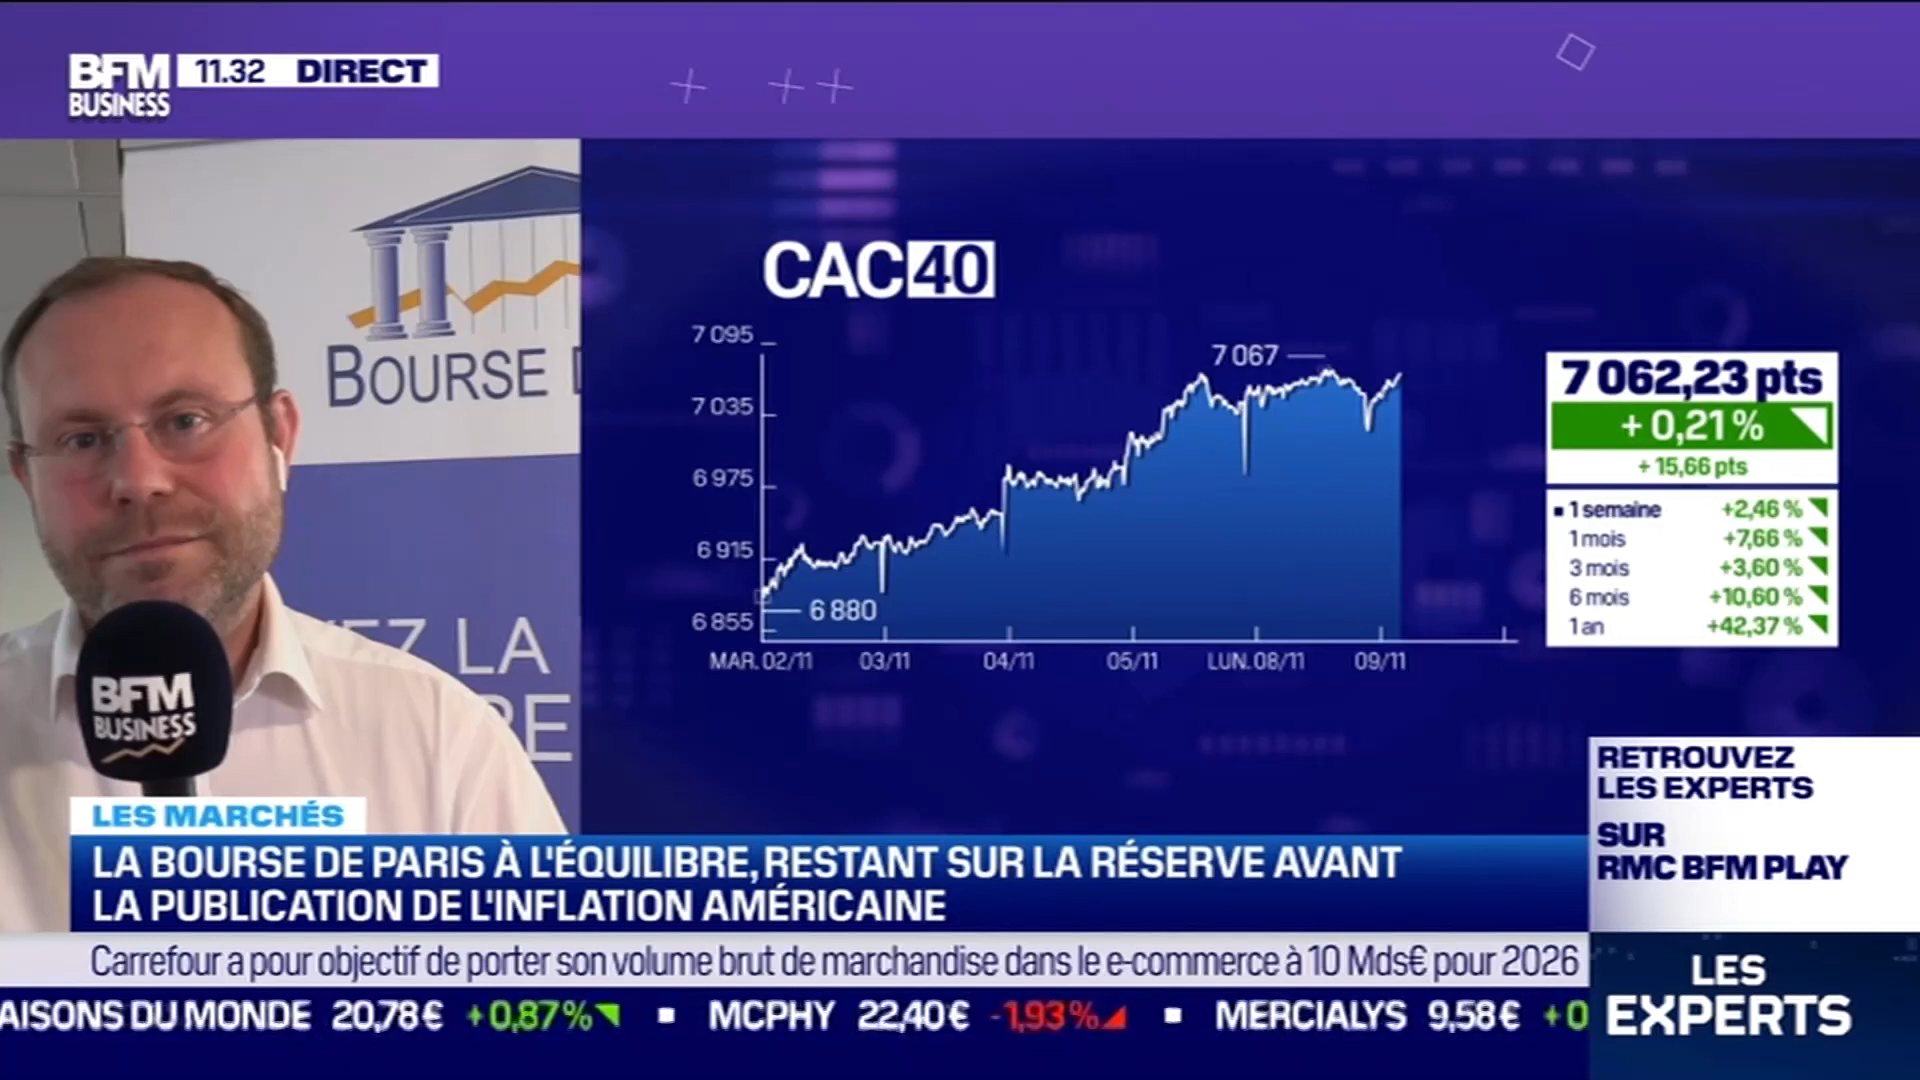 BFM
BUSINESS
11.32 DIRECT
BOURSE
LA
BFM
BUSINESS
CAC40
7 095
7 035
6 975
6 915
6 855
7 067
6 880
MAR. 02/11 03/11 04/11 05/11 LUN. 08/11 09/11
7 062,23 pts
+ 0,21 %
+ 15,66 pts
1 semaine +2,46 %
1 mois +7,66 %
3 mois +3,60 %
6 mois +10,60 %
1 an +42,37 %
LES MARCHÉS
LA BOURSE DE PARIS À L'ÉQUILIBRE, RESTANT SUR LA RÉSERVE AVANT
LA PUBLICATION DE L'INFLATION AMÉRICAINE
RETROUVEZ
LES EXPERTS
SUR
RMC BFM PLAY
Carrefour a pour objectif de porter son volume brut de marchandise dans le e-commerce à 10 Mds€ pour 2026
AISONS DU MONDE 20,78€ +0,87% MCPHY 22,40€ -1,93% MERCIALYS 9,58€ +0
LES
EXPERTS